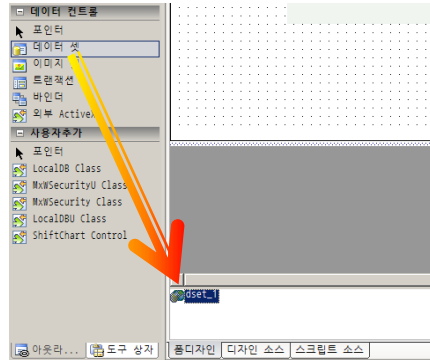 데이터 컨트롤
포인터
데이터 셋
이미지
트랜잭션
바인더
외부 Active
사용자추가
포인터
LocalDB Class
MxWSecurityU Class
MxWSecurity Class
LocalDBU Class
ShiftChart Control
dset_1
아웃라...
도구 상자
폼디자인
디자인 소스
스크립트 소스